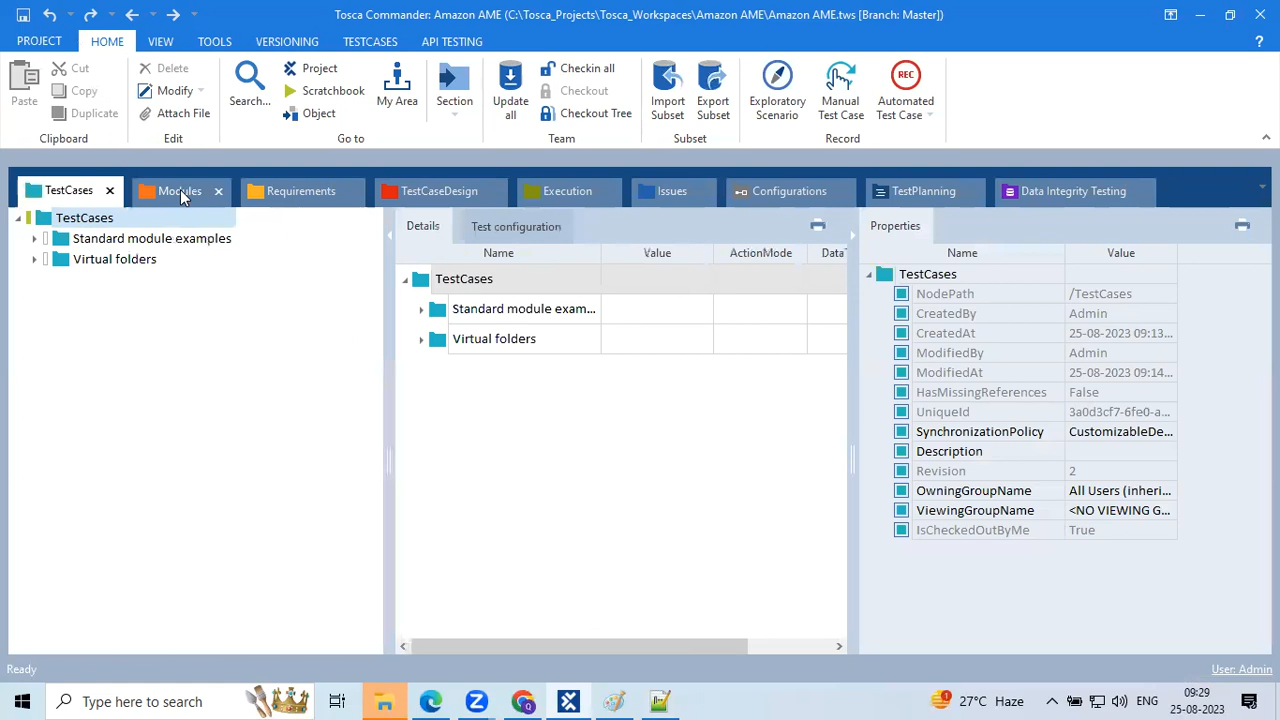 Tosca Commander: Amazon AME (C:\Tosca_Projects\Tosca_Workspaces\Amazon AME\Amazon AME.tws [Branch: Master])
PROJECT HOME VIEW TOOLS VERSIONING TESTCASES API TESTING ?
Paste Cut Copy Duplicate Clipboard
Delete Modify Attach File Edit
Search... Project Scratchbook Object My Area Section Go to
Update all Checkin all Checkout Checkout Tree Team
Import Subset Export Subset Subset
Exploratory Scenario Manual Test Case REC Automated Test Case Record
TestCases Modules Requirements TestCaseDesign Execution Issues Configurations TestPlanning Data Integrity Testing
TestCases
Standard module examples
Virtual folders
Details Test configuration
Name Value ActionMode Data
TestCases
Standard module exam...
Virtual folders
Properties
Name Value
TestCases
NodePath /TestCases
CreatedBy Admin
CreatedAt 25-08-2023 09:13...
ModifiedBy Admin
ModifiedAt 25-08-2023 09:14...
HasMissingReferences False
UniqueId 3a0d3cf7-6fe0-a...
SynchronizationPolicy CustomizableDe...
Description
Revision 2
OwningGroupName All Users (inheri...
ViewingGroupName <NO VIEWING G...
IsCheckedOutByMe True
Ready User: Admin
Type here to search 27°C Haze ENG 09:29
25-08-2023